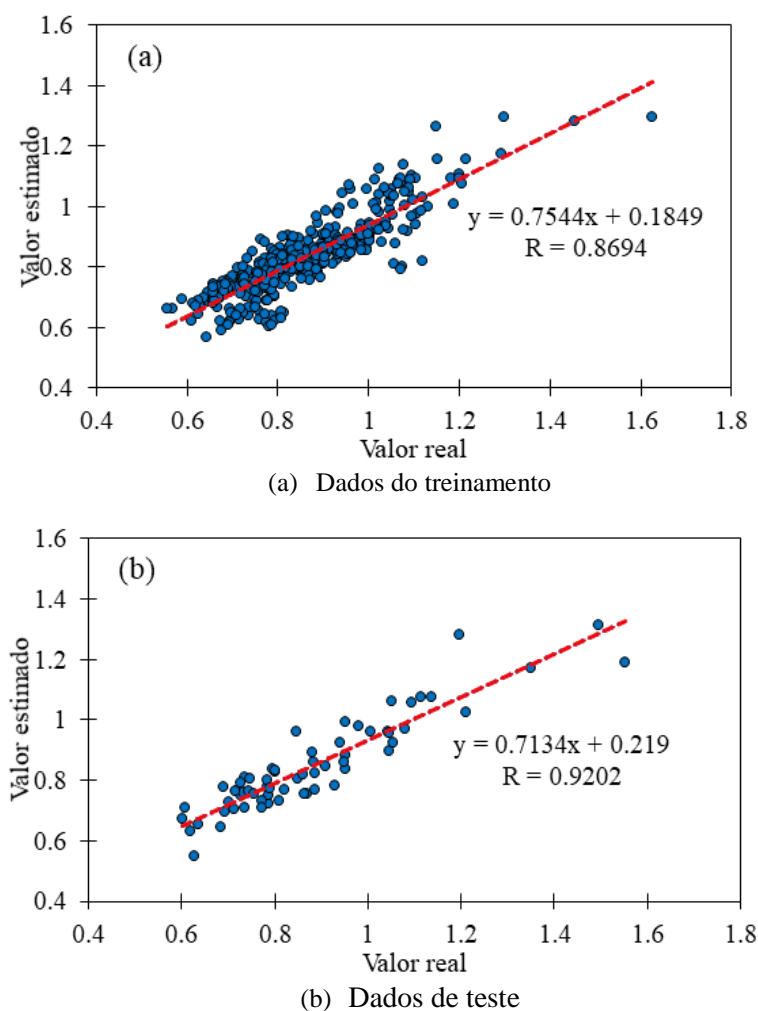 1.6
(a)
1.4
1.2
1
0.8
0.6
0.4
Valor estimado
y = 0.7544x + 0.1849
R = 0.8694
0.4 0.6 0.8 1 1.2 1.4 1.6 1.8
Valor real
(a) Dados do treinamento
1.6
(b)
1.4
1.2
1
0.8
0.6
0.4
Valor estimado
y = 0.7134x + 0.219
R = 0.9202
0.4 0.6 0.8 1 1.2 1.4 1.6 1.8
Valor real
(b) Dados de teste